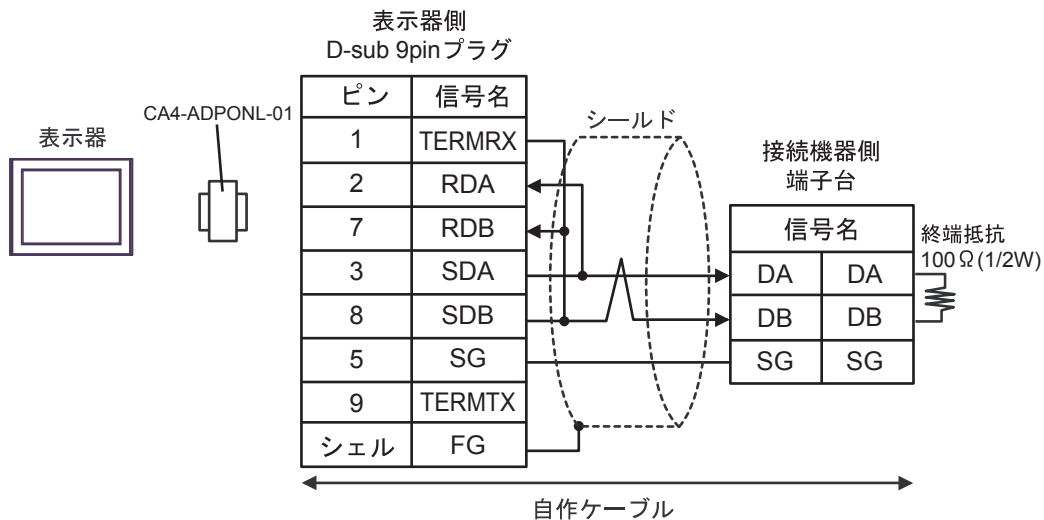 表示器側
D-sub 9pinプラグ
CA4-ADPONL-01
表示器
ピン 信号名
1 TERMRX
2 RDA
7 RDB
3 SDA
8 SDB
5 SG
9 TERMTX
シェル FG
シールド
接続機器側
端子台
信号名
DA DA
DB DB
SG SG
終端抵抗
100Ω(1/2W)
自作ケーブル